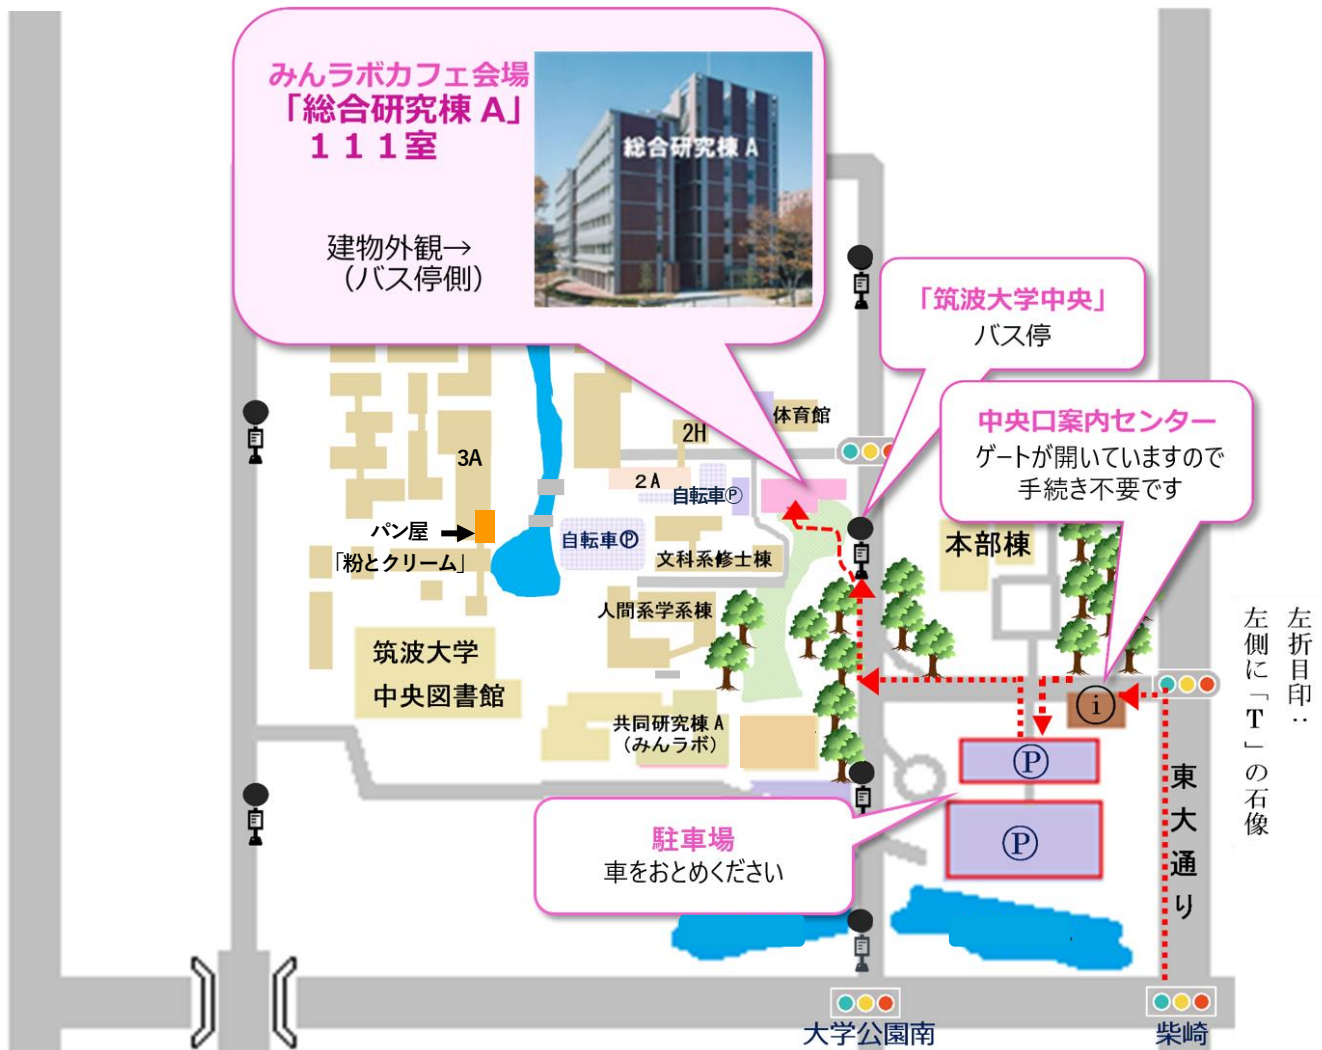 みんラボカフェ会場
「総合研究棟 A」
１１１室
総合研究棟 A
建物外観→
（バス停側）
「筑波大学中央」
バス停
中央口案内センター
ゲートが開いていますので
手続き不要です
体育館
2H
3A
2A
自転車Ⓟ
パン屋
「粉とクリーム」
自転車Ⓟ
文科系修士棟
本部棟
人間系学系棟
筑波大学
中央図書館
共同研究棟 A
（みんラボ）
i
Ⓟ
Ⓟ
駐車場
車をおとめください
東大通り
左折目印：
左側に「T」の石像
大学公園南
柴崎